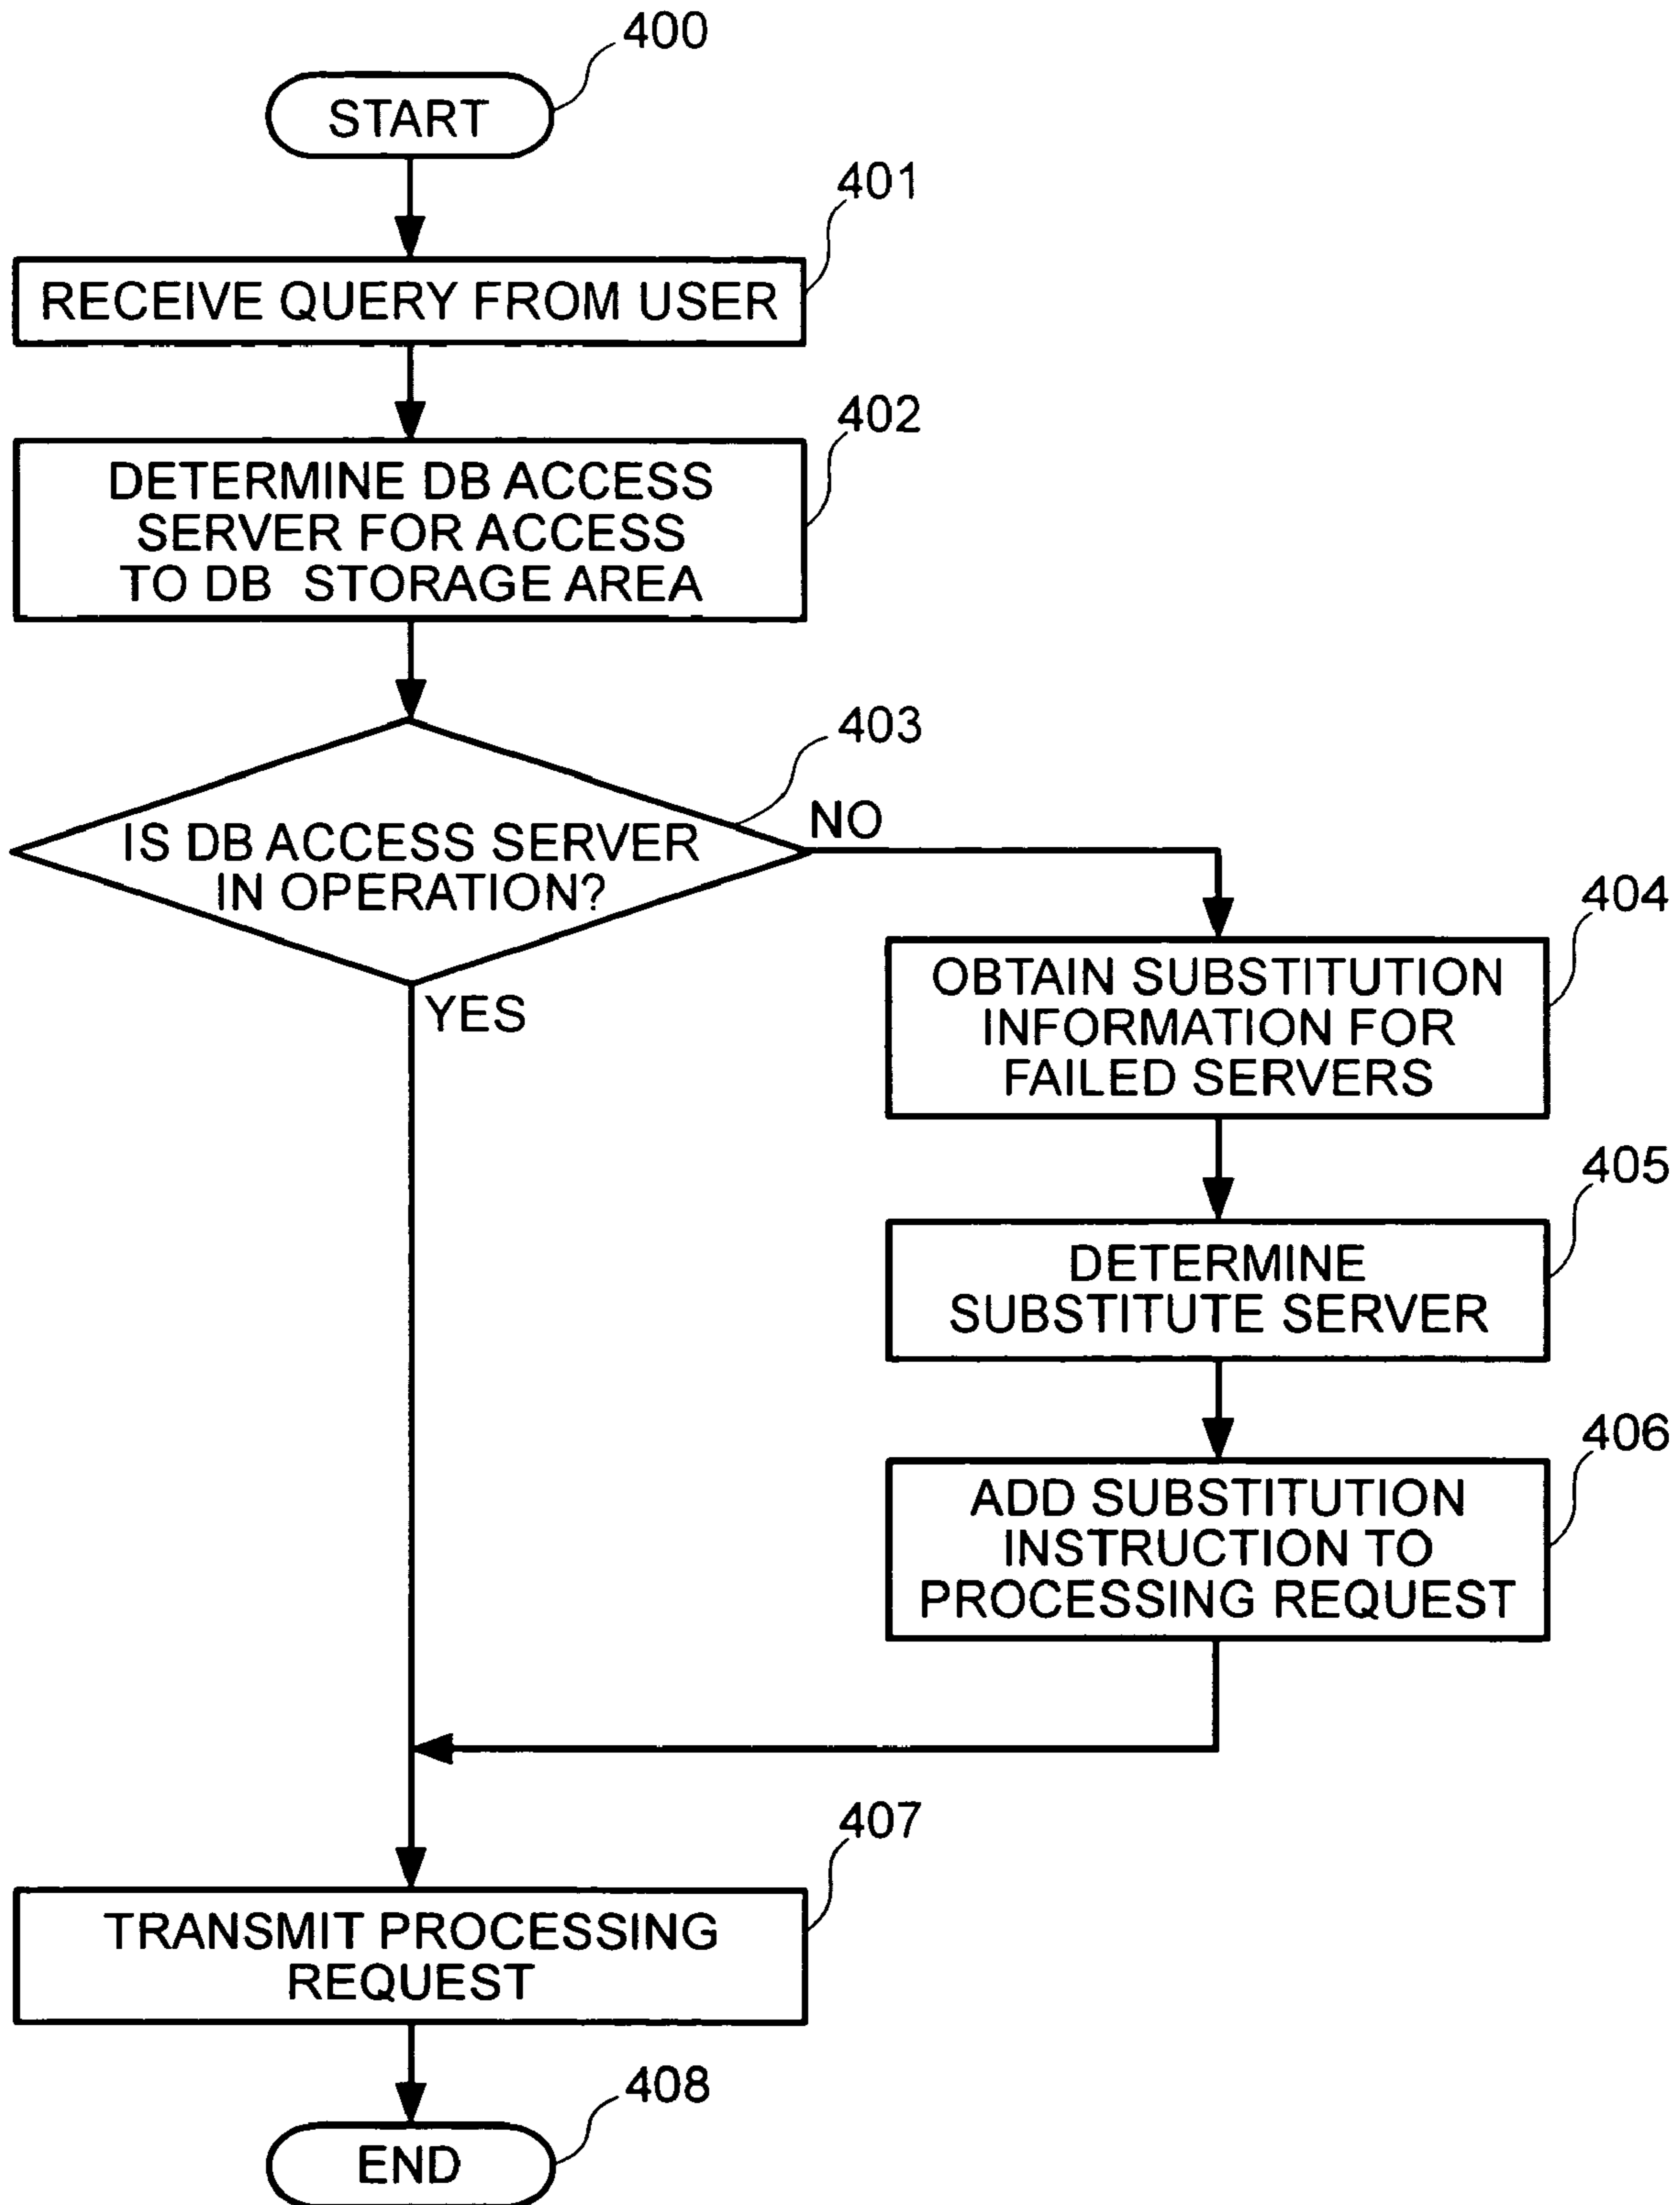 400
START
401
RECEIVE QUERY FROM USER
402
DETERMINE DB ACCESS
SERVER FOR ACCESS
TO DB STORAGE AREA
403
IS DB ACCESS SERVER
IN OPERATION?
NO
YES
404
OBTAIN SUBSTITUTION
INFORMATION FOR
FAILED SERVERS
405
DETERMINE
SUBSTITUTE SERVER
406
ADD SUBSTITUTION
INSTRUCTION TO
PROCESSING REQUEST
407
TRANSMIT PROCESSING
REQUEST
408
END